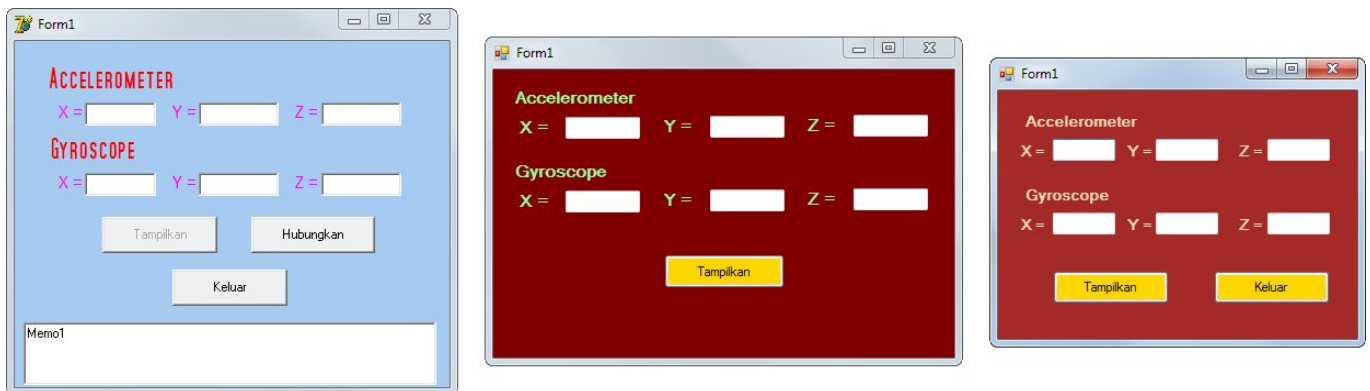 Form1
ACCELEROMETER
X = Y = Z =
GYROSCOPE
X = Y = Z =
Tampilkan Hubungkan
Keluar
Memo1
Form1
Accelerometer
X = Y = Z =
Gyroscope
X = Y = Z =
Tampilkan
Form1
Accelerometer
X = Y = Z =
Gyroscope
X = Y = Z =
Tampilkan Keluar